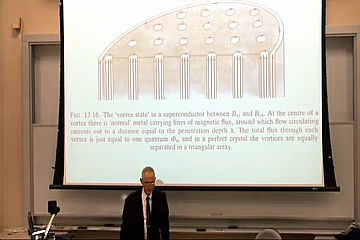 FIG. 13.16. The 'vortex state' in a superconductor between Bc1 and Bc2. At the centre of a
vortex there is 'normal' metal carrying lines of magnetic flux, around which flow circulating
currents out to a distance equal to the penetration depth λ. The total flux through each
vortex is just equal to one quantum Φ0, and in a perfect crystal the vortices are equally
separated in a triangular array.